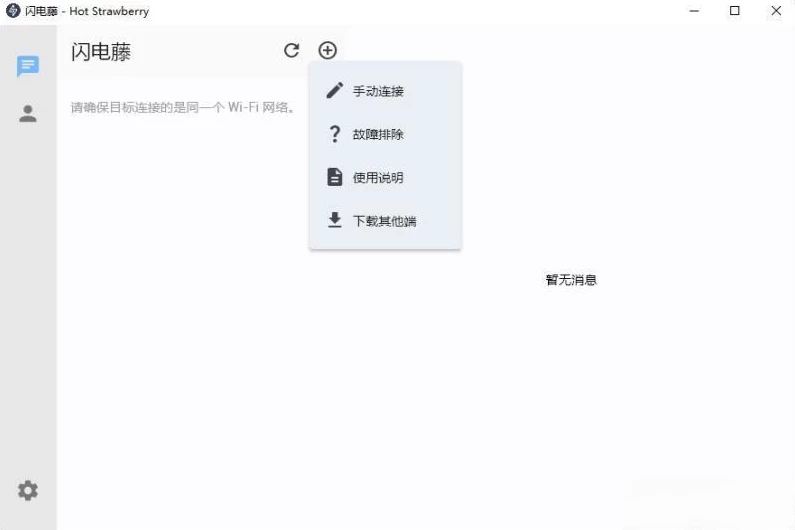 闪电藤 - Hot Strawberry
闪电藤
请确保目标连接的是同一个 Wi-Fi 网络。
手动连接
故障排除
使用说明
下载其他端
暂无消息